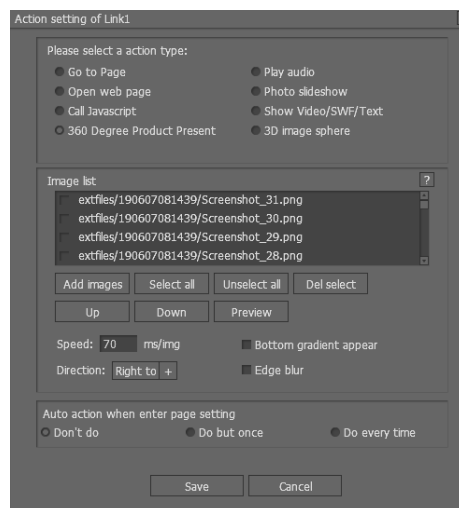 Action setting of Link1
Please select a action type:
Go to Page
Play audio
Open web page
Photo slideshow
Call Javascript
Show Video/SWF/Text
360 Degree Product Present
3D image sphere
Image list
?
extfiles/190607081439/Screenshot_31.png
extfiles/190607081439/Screenshot_30.png
extfiles/190607081439/Screenshot_29.png
extfiles/190607081439/Screenshot_28.png
Add images
Select all
Unselect all
Del select
Up
Down
Preview
Speed: 70 ms/img
Bottom gradient appear
Direction: Right to +
Edge blur
Auto action when enter page setting
Don't do
Do but once
Do every time
Save
Cancel